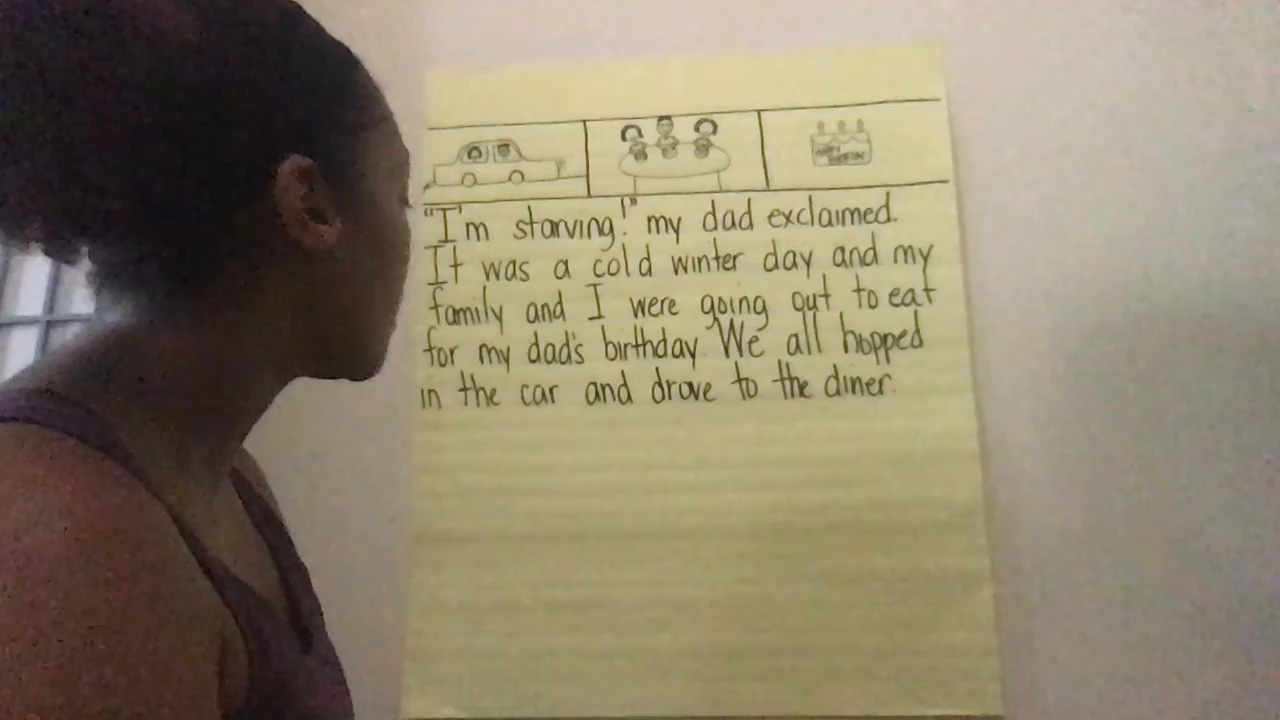 "I'm starving!" my dad exclaimed.
It was a cold winter day and my
family and I were going out to eat
for my dad's birthday. We all hopped
in the car and drove to the diner.